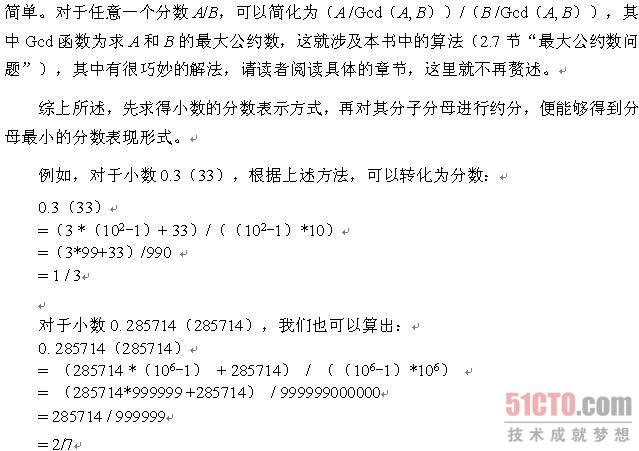 简单。对于任意一个分数 A/B，可以简化为（A /Gcd（A, B））/（B /Gcd（A, B）），其
中 Gcd 函数为求 A 和 B 的最大公约数，这就涉及本书中的算法（2.7 节“最大公约数问
题”），其中有很巧妙的解法，请读者阅读具体的章节，这里就不再赘述。
综上所述，先求得小数的分数表示方式，再对其分子分母进行约分，便能够得到分
母最小的分数表现形式。
例如，对于小数 0.3（33），根据上述方法，可以转化为分数：
0.3（33）
=（3 *（10²-1）+ 33）/（（10²-1）*10）
=（3*99+33）/990
= 1 / 3
对于小数 0. 285714（285714），我们也可以算出：
0. 285714（285714）
= （285714 *（10⁶-1） + 285714） / （（10⁶-1）*10⁶）
= （285714*999999 +285714） / 999999000000
= 285714 / 999999
= 2/7
51CTO.com
技术成就梦想